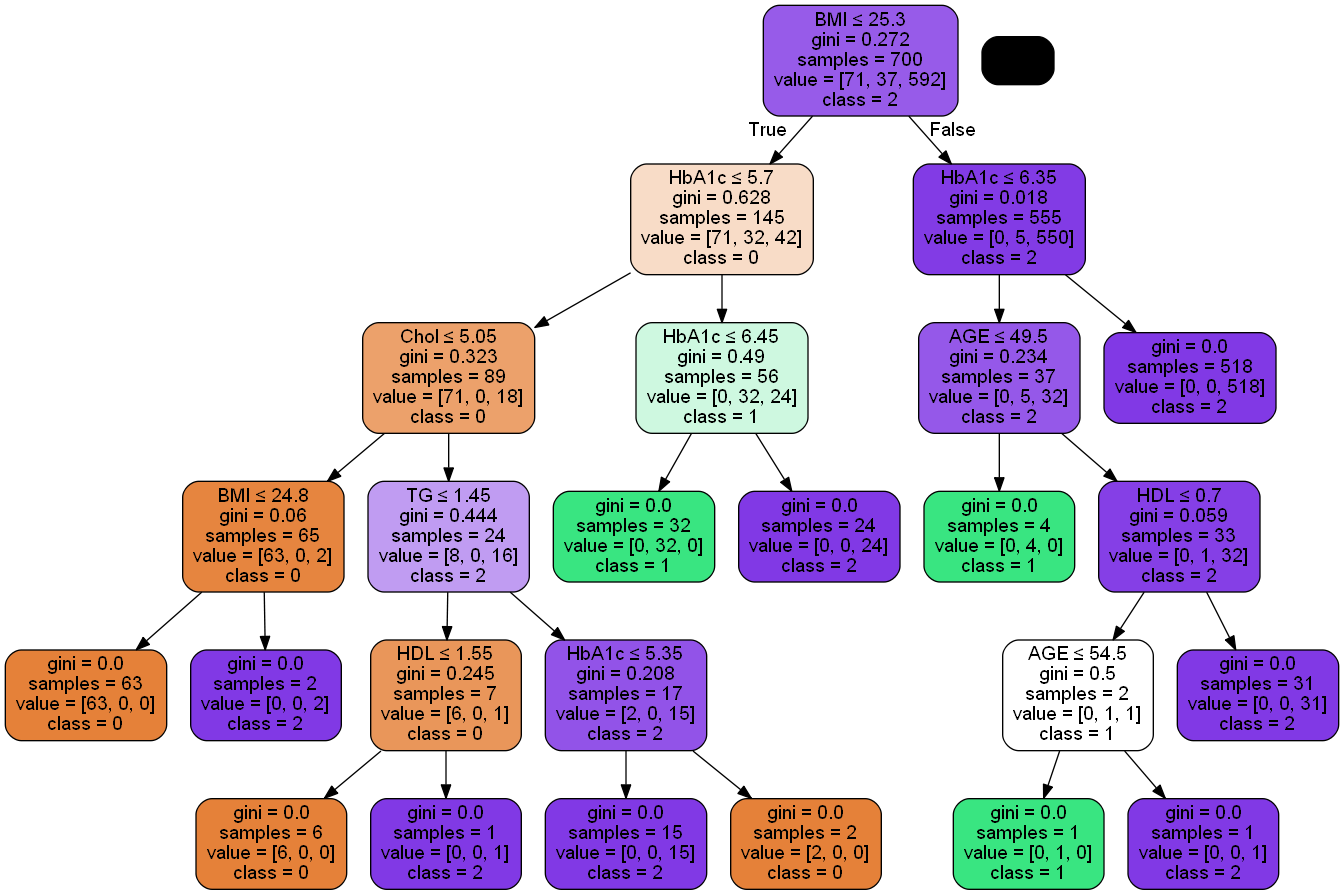 BMI ≤ 25.3
gini = 0.272
samples = 700
value = [71, 37, 592]
class = 2
True
False
HbA1c ≤ 5.7
gini = 0.628
samples = 145
value = [71, 32, 42]
class = 0
HbA1c ≤ 6.35
gini = 0.018
samples = 555
value = [0, 5, 550]
class = 2
Chol ≤ 5.05
gini = 0.323
samples = 89
value = [71, 0, 18]
class = 0
HbA1c ≤ 6.45
gini = 0.49
samples = 56
value = [0, 32, 24]
class = 1
AGE ≤ 49.5
gini = 0.234
samples = 37
value = [0, 5, 32]
class = 2
gini = 0.0
samples = 518
value = [0, 0, 518]
class = 2
BMI ≤ 24.8
gini = 0.06
samples = 65
value = [63, 0, 2]
class = 0
TG ≤ 1.45
gini = 0.444
samples = 24
value = [8, 0, 16]
class = 2
gini = 0.0
samples = 32
value = [0, 32, 0]
class = 1
gini = 0.0
samples = 24
value = [0, 0, 24]
class = 2
gini = 0.0
samples = 4
value = [0, 4, 0]
class = 1
HDL ≤ 0.7
gini = 0.059
samples = 33
value = [0, 1, 32]
class = 2
gini = 0.0
samples = 63
value = [63, 0, 0]
class = 0
gini = 0.0
samples = 2
value = [0, 0, 2]
class = 2
HDL ≤ 1.55
gini = 0.245
samples = 7
value = [6, 0, 1]
class = 0
HbA1c ≤ 5.35
gini = 0.208
samples = 17
value = [2, 0, 15]
class = 2
AGE ≤ 54.5
gini = 0.5
samples = 2
value = [0, 1, 1]
class = 1
gini = 0.0
samples = 31
value = [0, 0, 31]
class = 2
gini = 0.0
samples = 6
value = [6, 0, 0]
class = 0
gini = 0.0
samples = 1
value = [0, 0, 1]
class = 2
gini = 0.0
samples = 15
value = [0, 0, 15]
class = 2
gini = 0.0
samples = 2
value = [2, 0, 0]
class = 0
gini = 0.0
samples = 1
value = [0, 1, 0]
class = 1
gini = 0.0
samples = 1
value = [0, 0, 1]
class = 2